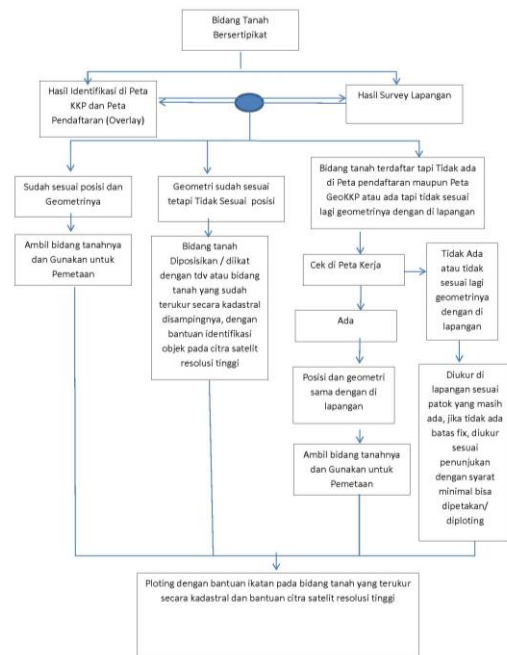 Bidang Tanah
Bersertipikat
Hasil Identifikasi di Peta
KKP dan Peta
Pendaftaran (Overlay)
Hasil Survey Lapangan
Sudah sesuai posisi dan
Geometrinya
Geometri sudah sesuai
tetapi Tidak Sesuai posisi
Bidang tanah terdaftar tapi Tidak ada
di Peta pendaftaran maupun Peta
GeoKKP atau ada tapi tidak sesuai
lagi geometrinya dengan di lapangan
Ambil bidang tanahnya
dan Gunakan untuk
Pemetaan
Bidang tanah
Diposisikan / diikat
dengan tdv atau bidang
tanah yang sudah
terukur secara kadastral
disampingnya, dengan
bantuan identifikasi
objek pada citra satelit
resolusi tinggi
Cek di Peta Kerja
Tidak Ada
atau tidak
sesuai lagi
geometrinya
dengan di
lapangan
Ada
Posisi dan geometri
sama dengan di
lapangan
Ambil bidang tanahnya
dan Gunakan untuk
Pemetaan
Diukur di
lapangan sesuai
patok yang masih
ada, jika tidak ada
batas fix, diukur
sesuai
penunjukan
dengan syarat
minimal bisa
dipetakan/
diploting
Ploting dengan bantuan ikatan pada bidang tanah yang terukur
secara kadastral dan bantuan citra satelit resolusi tinggi